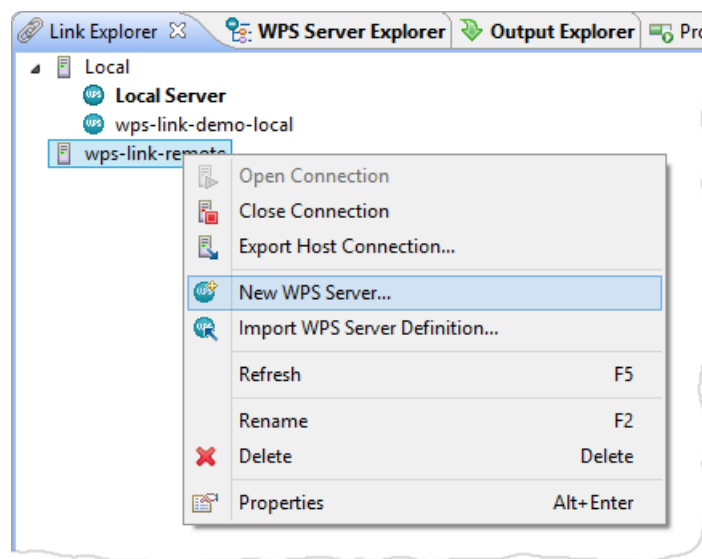 Link Explorer WPS Server Explorer Output Explorer Pro
Local
Local Server
wps-link-demo-local
wps-link-remote
Open Connection
Close Connection
Export Host Connection...
New WPS Server...
Import WPS Server Definition...
Refresh F5
Rename F2
Delete Delete
Properties Alt+Enter